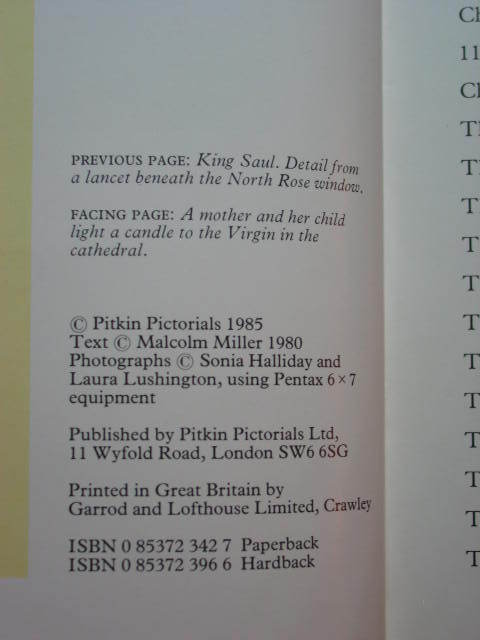 PREVIOUS PAGE: King Saul. Detail from
a lancet beneath the North Rose window.
FACING PAGE: A mother and her child
light a candle to the Virgin in the
cathedral.
© Pitkin Pictorials 1985
Text © Malcolm Miller 1980
Photographs © Sonia Halliday and
Laura Lushington, using Pentax 6×7
equipment
Published by Pitkin Pictorials Ltd,
11 Wyfold Road, London SW6 6SG
Printed in Great Britain by
Garrod and Lofthouse Limited, Crawley
ISBN 0 85372 342 7 Paperback
ISBN 0 85372 396 6 Hardback